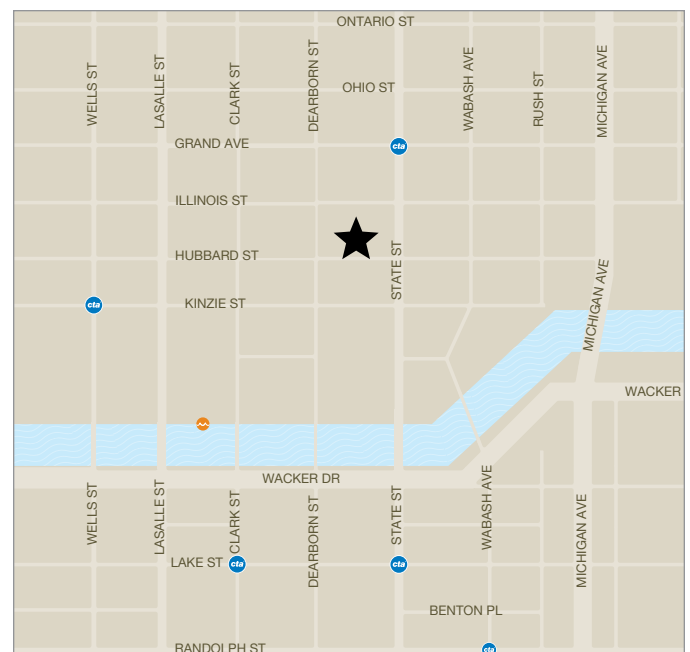 ONTARIO ST
WELLS ST
LASALLE ST
CLARK ST
DEARBORN ST
OHIO ST
WABASH AVE
RUSH ST
MICHIGAN AVE
GRAND AVE
cta
ILLINOIS ST
HUBBARD ST
STATE ST
MICHIGAN AVE
cta
KINZIE ST
WACKER
WACKER DR
WELLS ST
LASALLE ST
CLARK ST
DEARBORN ST
STATE ST
WABASH AVE
MICHIGAN AVE
LAKE ST
cta
cta
BENTON PL
RANDOLPH ST
cta